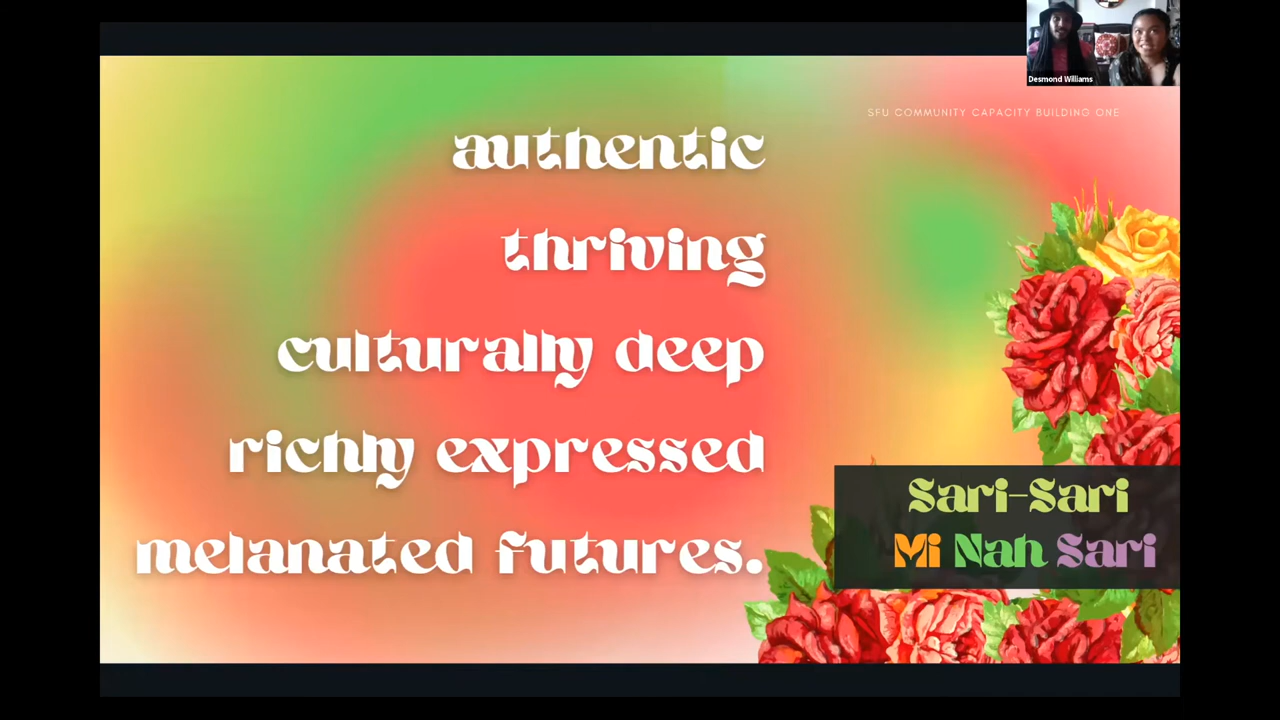 Desmond Williams
SFU COMMUNITY CAPACITY BUILDING ONE
authentic
thriving
culturally deep
richly expressed
melanated futures.
Sari-Sari
Mi Nah Sari